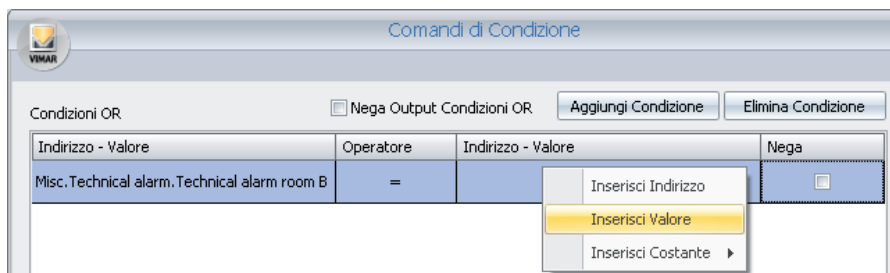 Comandi di Condizione
VIMAR
Condizioni OR
Nega Output Condizioni OR
Aggiungi Condizione
Elimina Condizione
Indirizzo - Valore
Operatore
Indirizzo - Valore
Nega
Misc.Technical alarm.Technical alarm room B
=
Inserisci Indirizzo
Inserisci Valore
Inserisci Costante